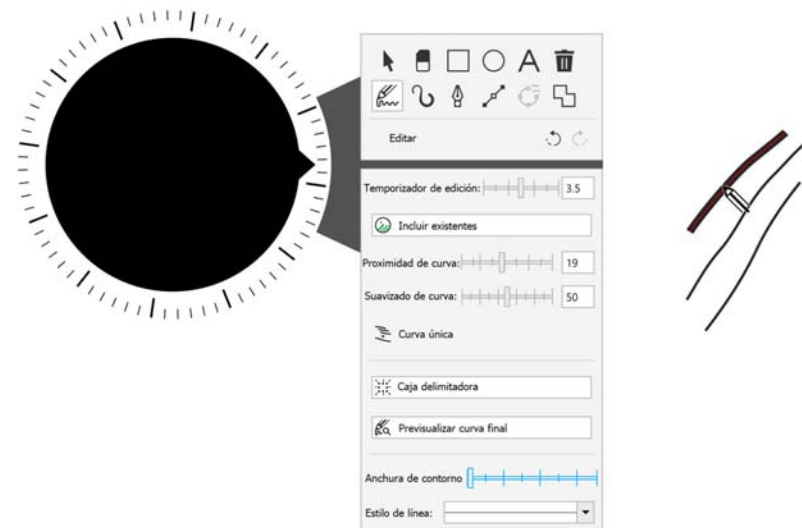 A
Editar
Temporizador de edición: 3.5
Incluir existentes
Proximidad de curva: 19
Suavizado de curva: 50
Curva única
Caja delimitadora
Previsualizar curva final
Anchura de contorno
Estilo de línea: